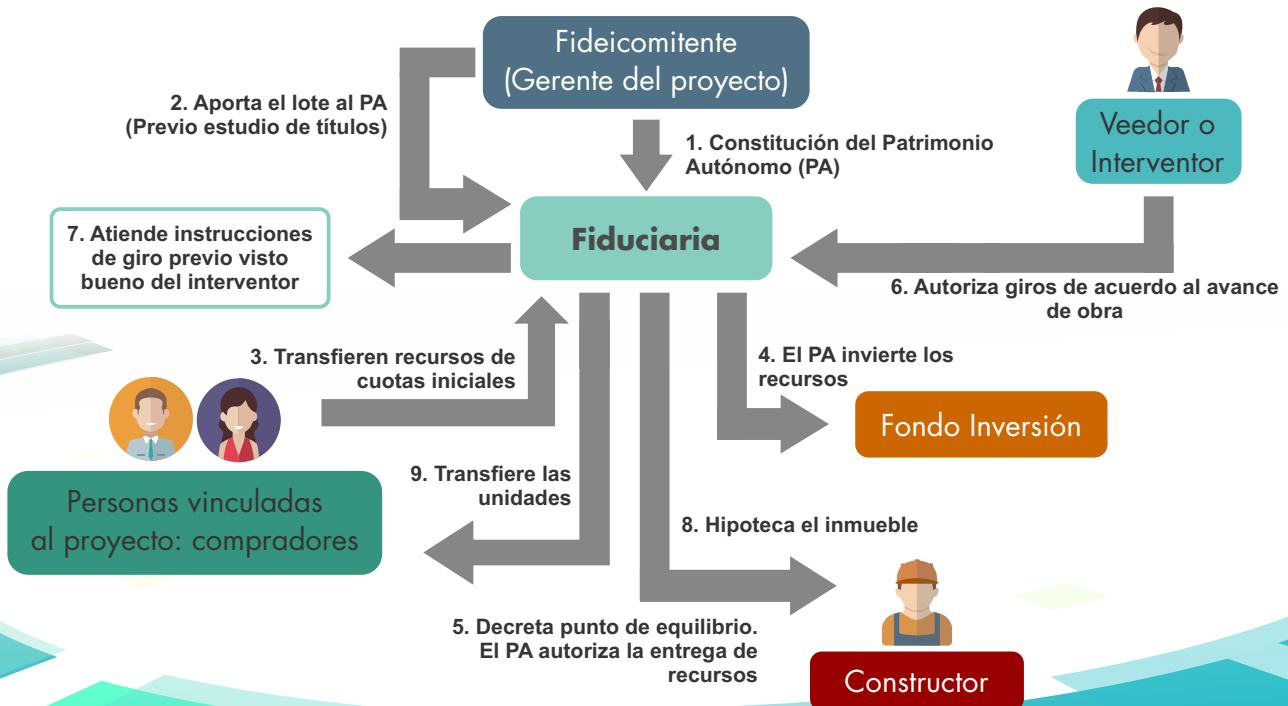 Fideicomitente
(Gerente del proyecto)
2. Aporta el lote al PA
(Previo estudio de títulos)
1. Constitución del Patrimonio
Autónomo (PA)
Veedor o
Interventor
7. Atiende instrucciones
de giro previo visto
bueno del interventor
Fiduciaria
6. Autoriza giros de acuerdo al avance
de obra
3. Transfieren recursos de
cuotas iniciales
4. El PA invierte los
recursos
Fondo Inversión
9. Transfiere las
unidades
Personas vinculadas
al proyecto: compradores
8. Hipoteca el inmueble
5. Decreta punto de equilibrio.
El PA autoriza la entrega de
recursos
Constructor